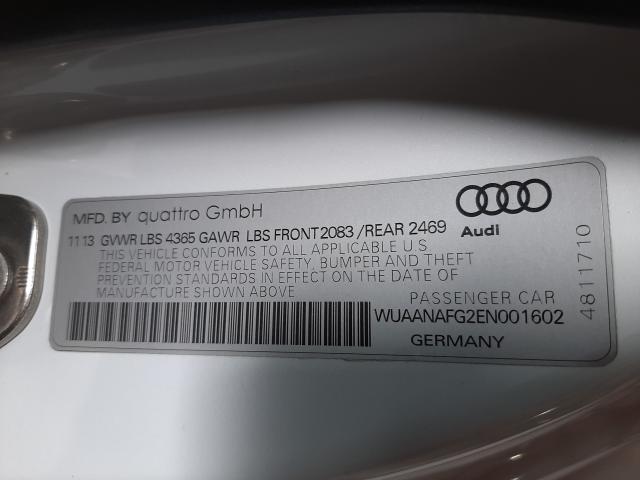 MFD. BY quattro GmbH
1113 GVWR LBS 4365 GAWR LBS FRONT 2083 /REAR 2469
THIS VEHICLE CONFORMS TO ALL APPLICABLE U.S
FEDERAL MOTOR VEHICLE SAFETY, BUMPER AND THEFT
PREVENTION STANDARDS IN EFFECT ON THE DATE OF
MANUFACTURE SHOWN ABOVE
Audi
PASSENGER CAR
WUAANAFG2EN001602
GERMANY
4811710